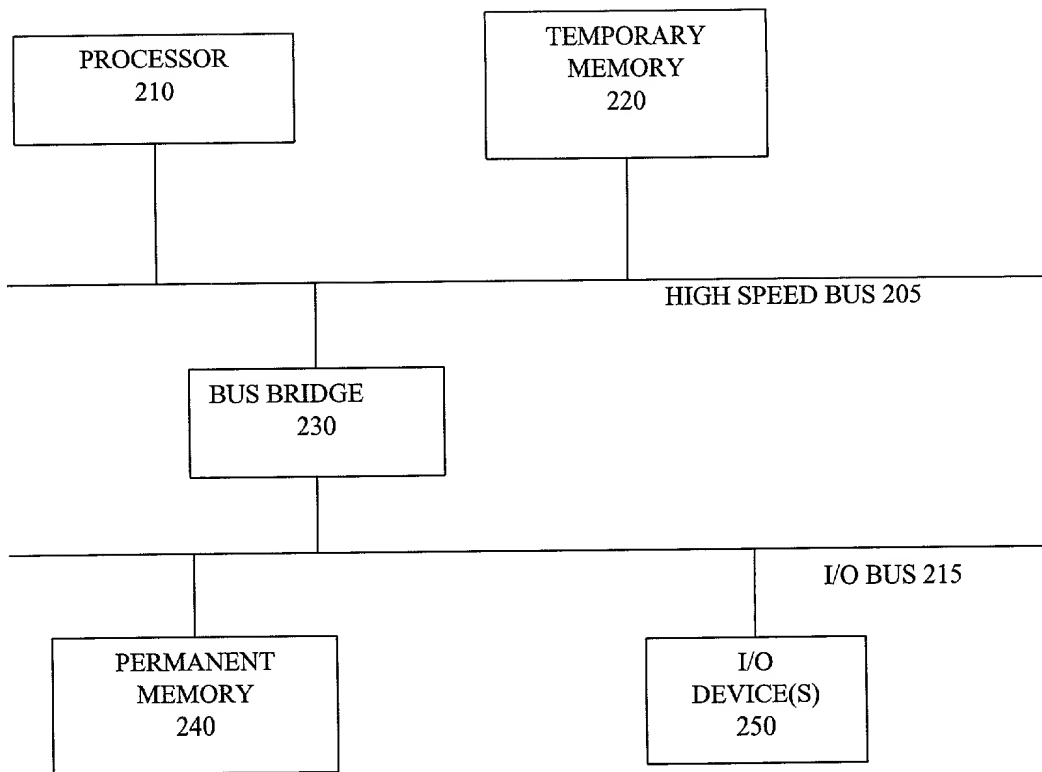 PROCESSOR
210
TEMPORARY
MEMORY
220
HIGH SPEED BUS 205
BUS BRIDGE
230
I/O BUS 215
PERMANENT
MEMORY
240
I/O
DEVICE(S)
250